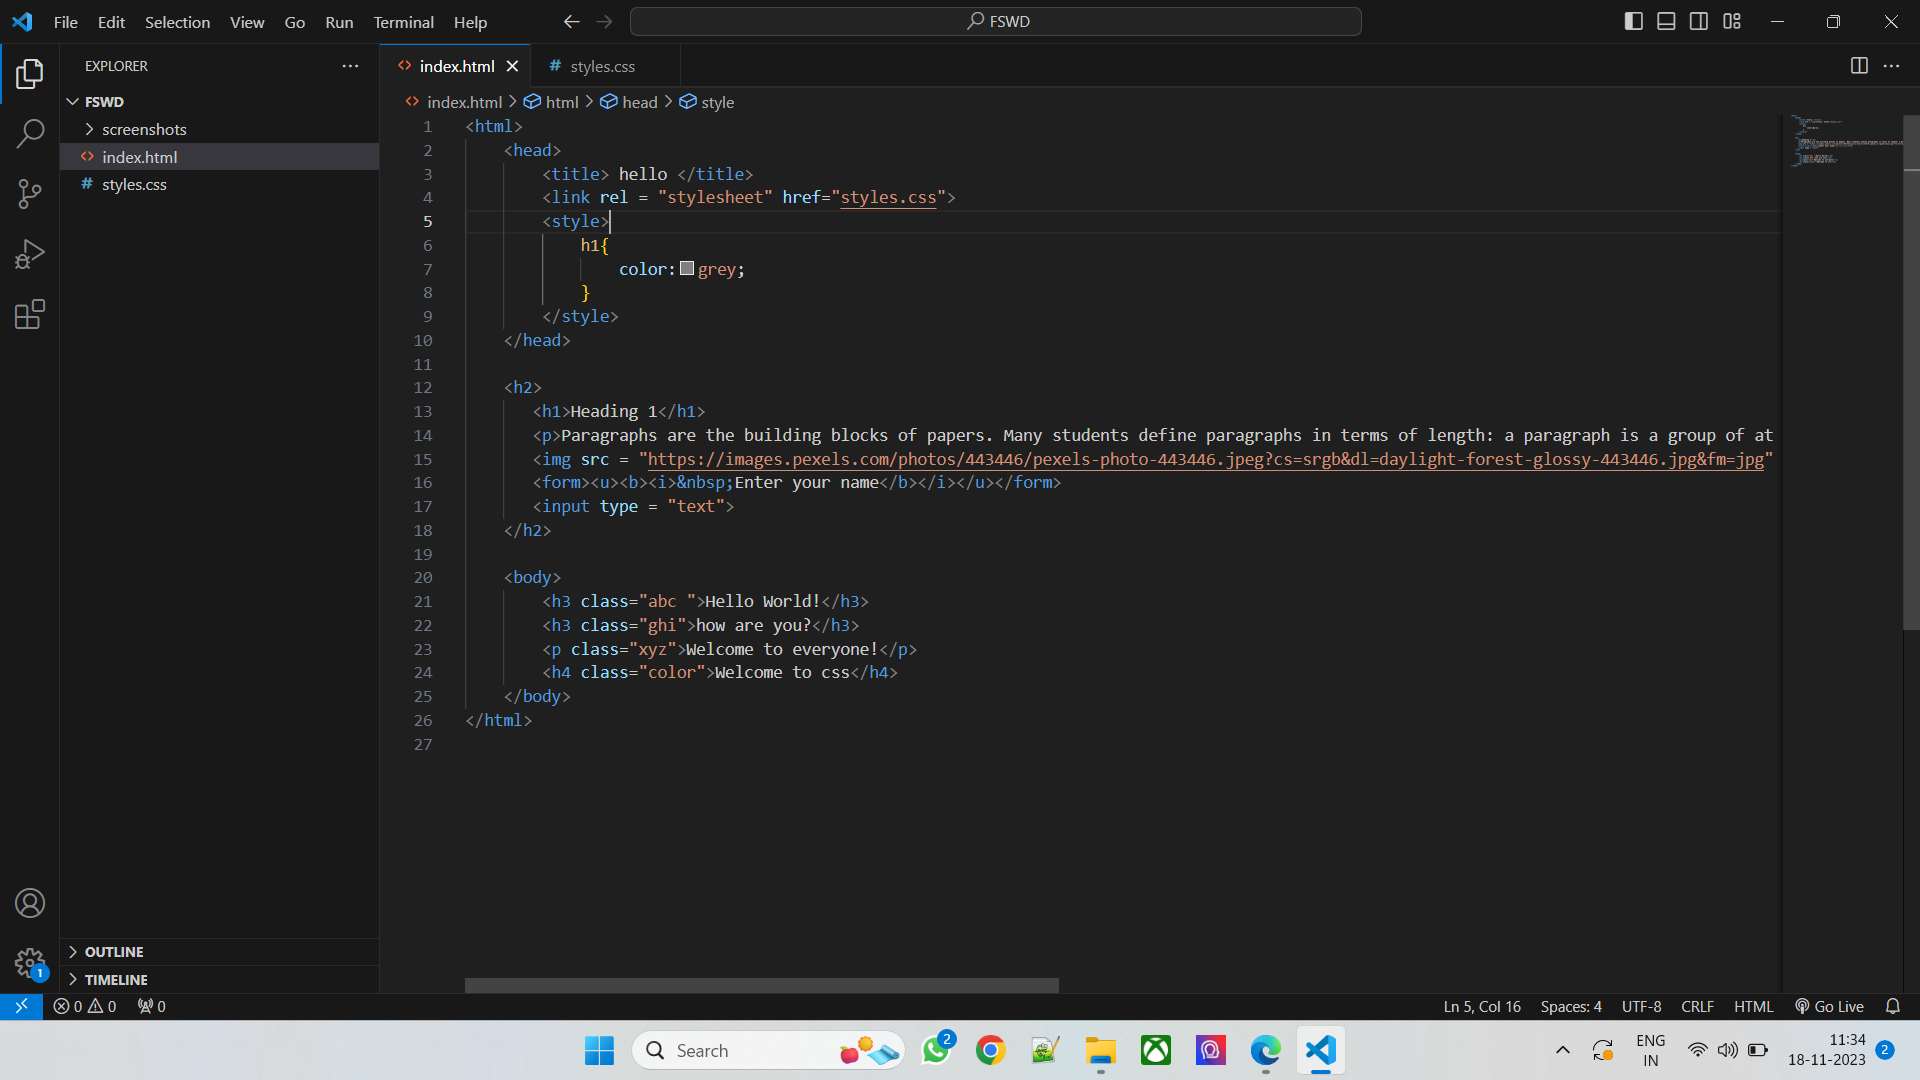 File Edit Selection View Go Run Terminal Help
FSWD
EXPLORER
index.html
# styles.css
FSWD
index.html > html > head > style
screenshots
index.html
# styles.css
1 <html>
2 <head>
3 <title> hello </title>
4 <link rel = "stylesheet" href="styles.css">
5 <style>
6 h1{
7 color: grey;
8 }
9 </style>
10 </head>
11
12 <h2>
13 <h1>Heading 1</h1>
14 <p>Paragraphs are the building blocks of papers. Many students define paragraphs in terms of length: a paragraph is a group of at
15 <img src = "https://images.pexels.com/photos/443446/pexels-photo-443446.jpeg?cs=srgb&dl=daylight-forest-glossy-443446.jpg&fm=jpg"
16 <form><u><b><i>&nbsp;Enter your name</b></i></u></form>
17 <input type = "text">
18 </h2>
19
20 <body>
21 <h3 class="abc ">Hello World!</h3>
22 <h3 class="ghi">how are you?</h3>
23 <p class="xyz">Welcome to everyone!</p>
24 <h4 class="color">Welcome to css</h4>
25 </body>
26 </html>
27
OUTLINE
1
TIMELINE
0 0 0
Ln 5, Col 16 Spaces: 4 UTF-8 CRLF HTML Go Live
Search
2
ENG
IN
11:34
18-11-2023
2